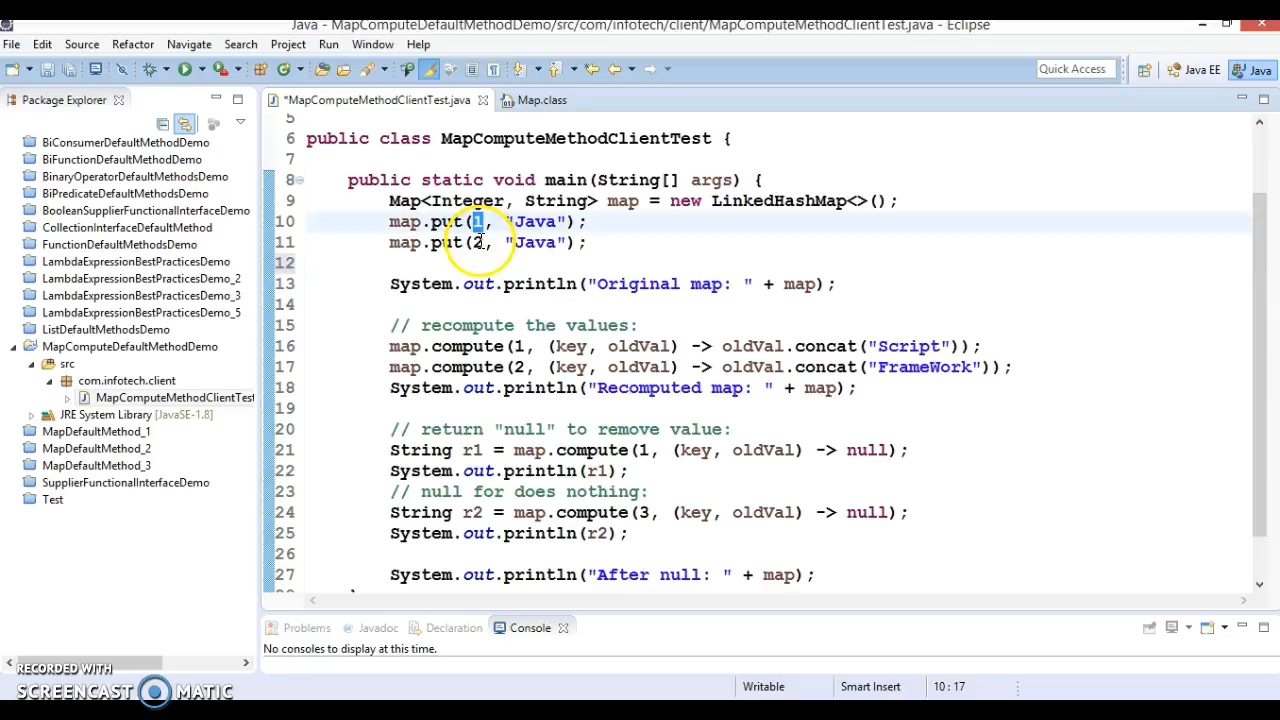 Java - MapComputeDefaultMethodDemo/src/com/infotech/client/MapComputeMethodClientTest.java - Eclipse
File Edit Source Refactor Navigate Search Project Run Window Help
Quick Access
Java EE
Java
Package Explorer
BiConsumerDefaultMethodDemo
BiFunctionDefaultMethodDemo
BinaryOperatorDefaultMethodsDemo
BiPredicateDefaultMethodsDemo
BooleanSupplierFunctionalInterfaceDemo
CollectionInterfaceDefaultMethod
FunctionDefaultMethodsDemo
LambdaExpressionBestPracticesDemo
LambdaExpressionBestPracticesDemo_2
LambdaExpressionBestPracticesDemo_3
LambdaExpressionBestPracticesDemo_5
ListDefaultMethodsDemo
MapComputeDefaultMethodDemo
src
com.infotech.client
MapComputeMethodClientTest
JRE System Library [JavaSE-1.8]
MapDefaultMethod_1
MapDefaultMethod_2
MapDefaultMethod_3
SupplierFunctionalInterfaceDemo
Test
*MapComputeMethodClientTest.java Map.class
5
6 public class MapComputeMethodClientTest {
7
8 public static void main(String[] args) {
9 Map<Integer, String> map = new LinkedHashMap<>();
10 map.put(1, "Java");
11 map.put(2, "Java");
12
13 System.out.println("Original map: " + map);
14
15 // recompute the values:
16 map.compute(1, (key, oldVal) -> oldVal.concat("Script"));
17 map.compute(2, (key, oldVal) -> oldVal.concat("FrameWork"));
18 System.out.println("Recomputed map: " + map);
19
20 // return "null" to remove value:
21 String r1 = map.compute(1, (key, oldVal) -> null);
22 System.out.println(r1);
23 // null for does nothing:
24 String r2 = map.compute(3, (key, oldVal) -> null);
25 System.out.println(r2);
26
27 System.out.println("After null: " + map);
Problems Javadoc Declaration Console
No consoles to display at this time.
Writable Smart Insert 10 : 17
RECORDED WITH
SCREENCAST MATIC